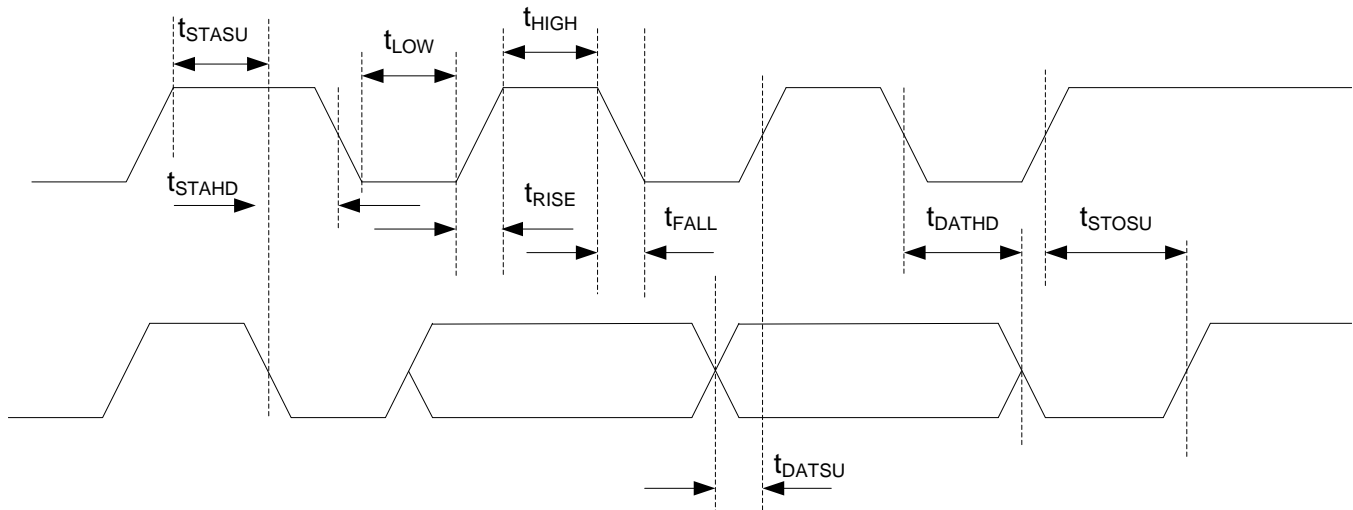 tSTASU
tLOW
tHIGH
tSTAHD
tRISE
tFALL
tDATHD
tSTOSU
tDATSU